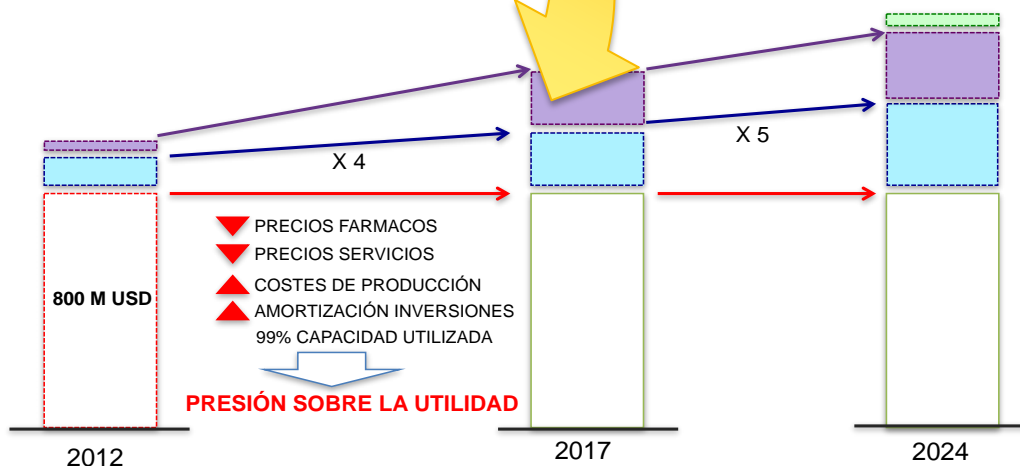 X 4
X 5
PRECIOS FARMACOS
PRECIOS SERVICIOS
COSTES DE PRODUCCIÓN
800 M USD
AMORTIZACIÓN INVERSIONES
99% CAPACIDAD UTILIZADA
PRESIÓN SOBRE LA UTILIDAD
2012
2017
2024